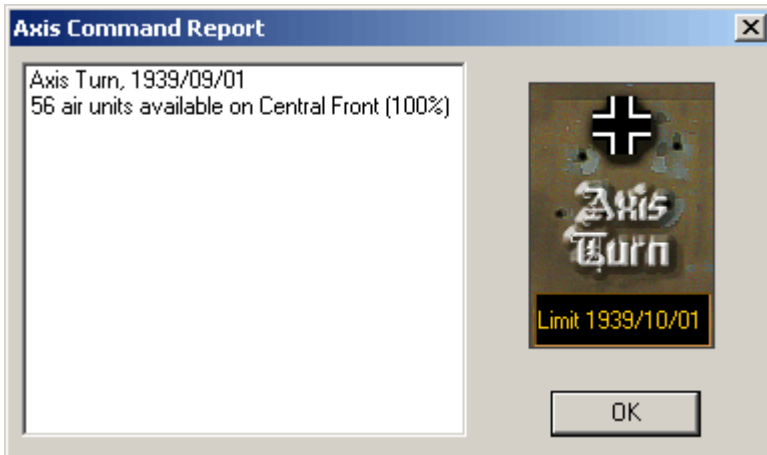 Axis Command Report
Axis Turn, 1939/09/01
56 air units available on Central Front (100%)
Axis
Turn
Limit 1939/10/01
OK